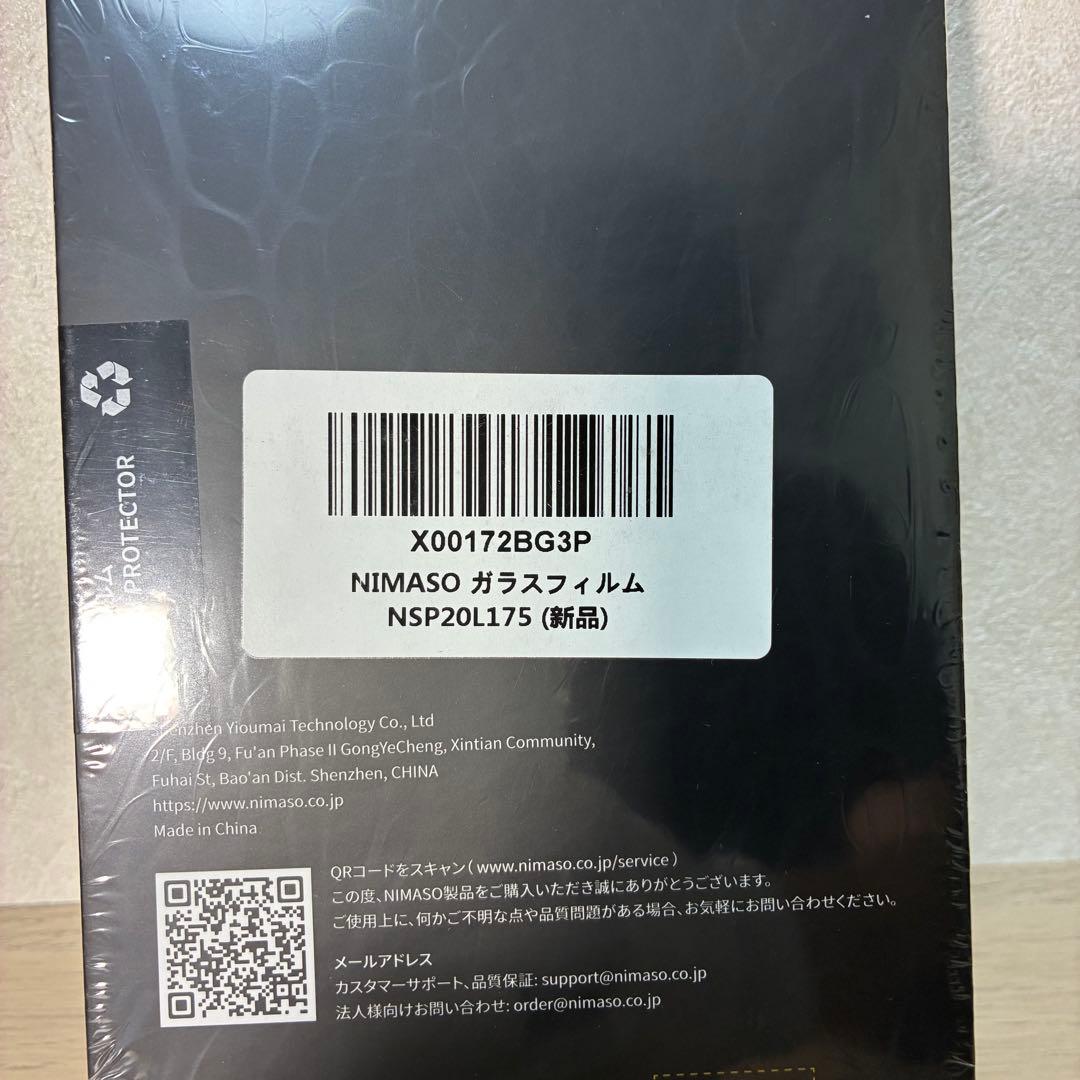 PROTECTOR
X00172BG3P
NIMASO ガラスフィルム
NSP20L175 (新品)
Shenzhen Yioumai Technology Co., Ltd
2/F, Bldg 9, Fu'an Phase II GongYeCheng, Xintian Community,
Fuhai St, Bao'an Dist. Shenzhen, CHINA
https://www.nimaso.co.jp
Made in China
QRコードをスキャン( www.nimaso.co.jp/service )
この度、NIMASO製品をご購入いただき誠にありがとうございます。
ご使用上に、何かご不明な点や品質問題がある場合、お気軽にお問い合わせください。
メールアドレス
カスタマーサポート、品質保証: support@nimaso.co.jp
法人様向けお問い合わせ: order@nimaso.co.jp